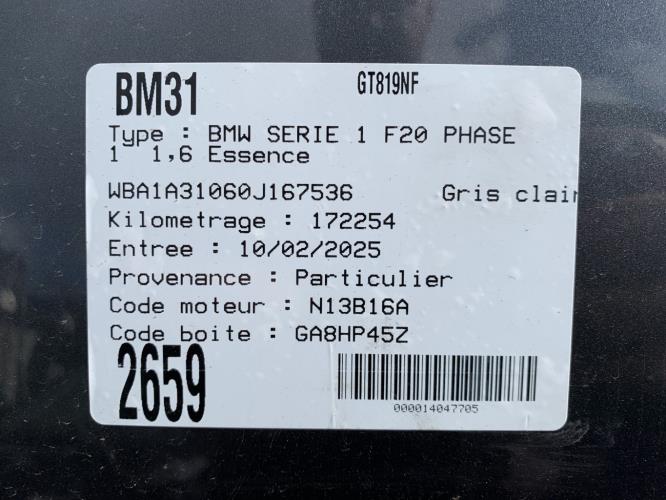 BM31 GT819NF
Type : BMW SERIE 1 F20 PHASE
1 1,6 Essence
WBA1A31060J167536 Gris clair
Kilometrage : 172254
Entree : 10/02/2025
Provenance : Particulier
Code moteur : N13B16A
Code boite : GA8HP45Z
2659
000014047705